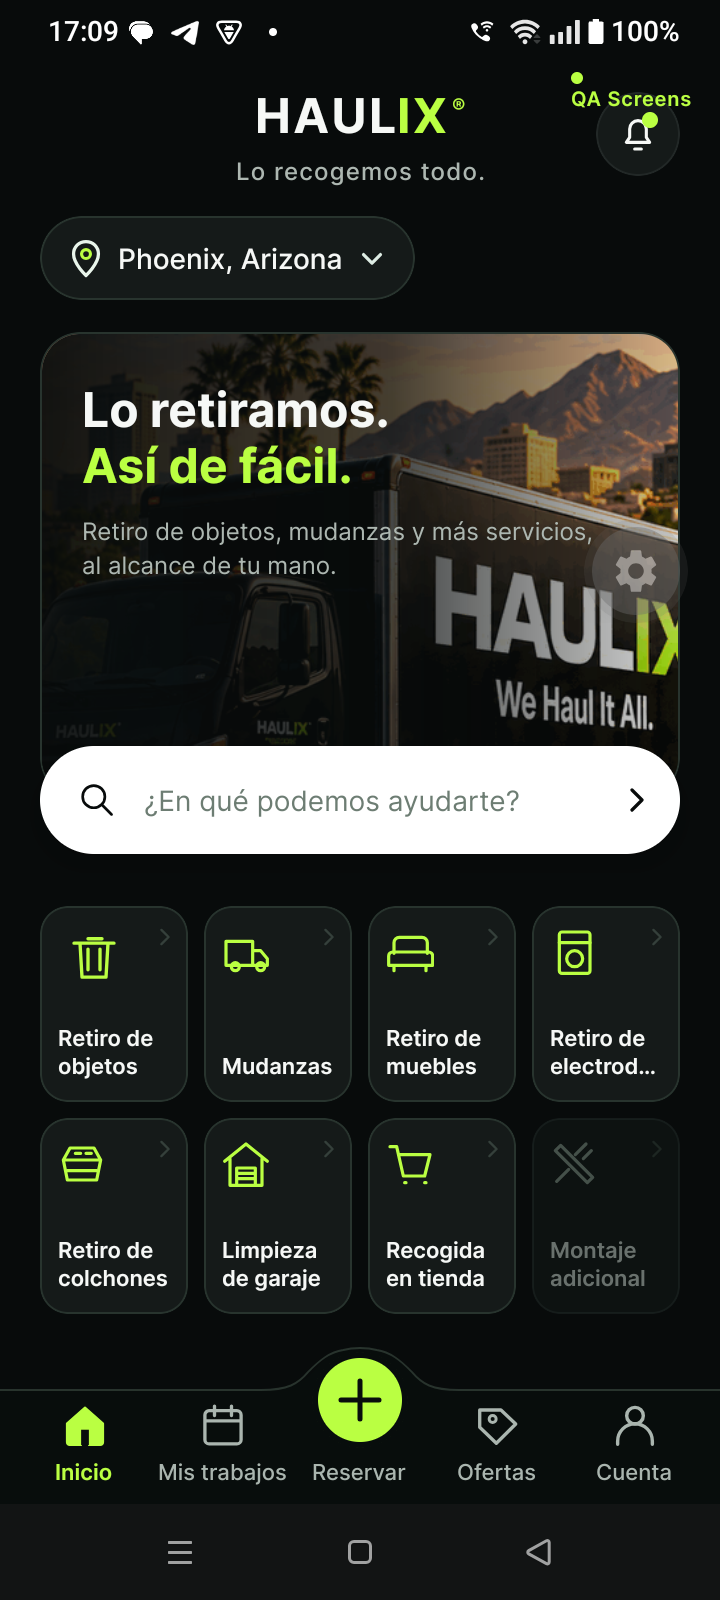 17:09
100%
QA Screens
HAULIX®
Lo recogemos todo.
Phoenix, Arizona
Lo retiramos.
Así de fácil.
Retiro de objetos, mudanzas y más servicios,
al alcance de tu mano.
HAULIX
We Haul It All.
HAULIX
HAULIX
¿En qué podemos ayudarte?
Retiro de
objetos
Mudanzas
Retiro de
muebles
Retiro de
electrod...
Retiro de
colchones
Limpieza
de garaje
Recogida
en tienda
Montaje
adicional
Inicio
Mis trabajos
Reservar
Ofertas
Cuenta